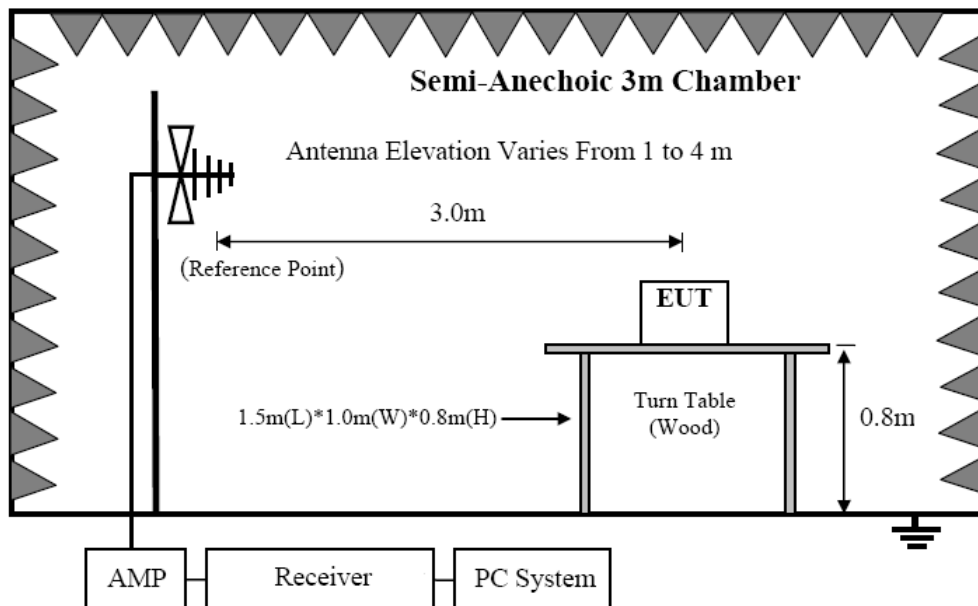 Semi-Anechoic 3m Chamber
Antenna Elevation Varies From 1 to 4 m
3.0m
(Reference Point)
EUT
1.5m(L)*1.0m(W)*0.8m(H)
Turn Table
(Wood)
0.8m
AMP
Receiver
PC System